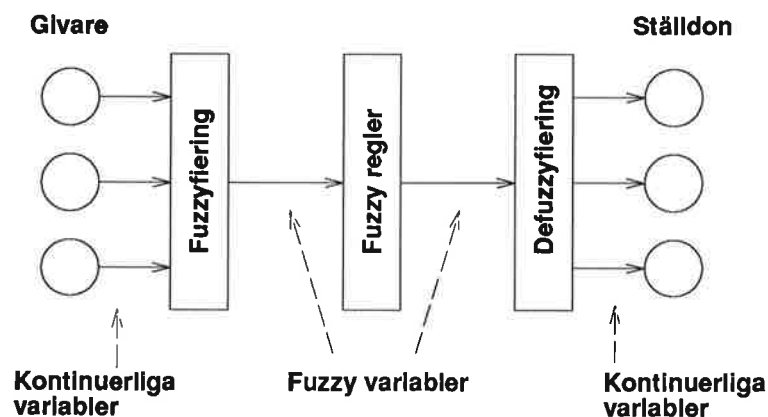 Givare
Ställdon
Fuzzyfiering
Fuzzy regler
Defuzzyfiering
Kontinuerliga
variabler
Fuzzy variabler
Kontinuerliga
variabler